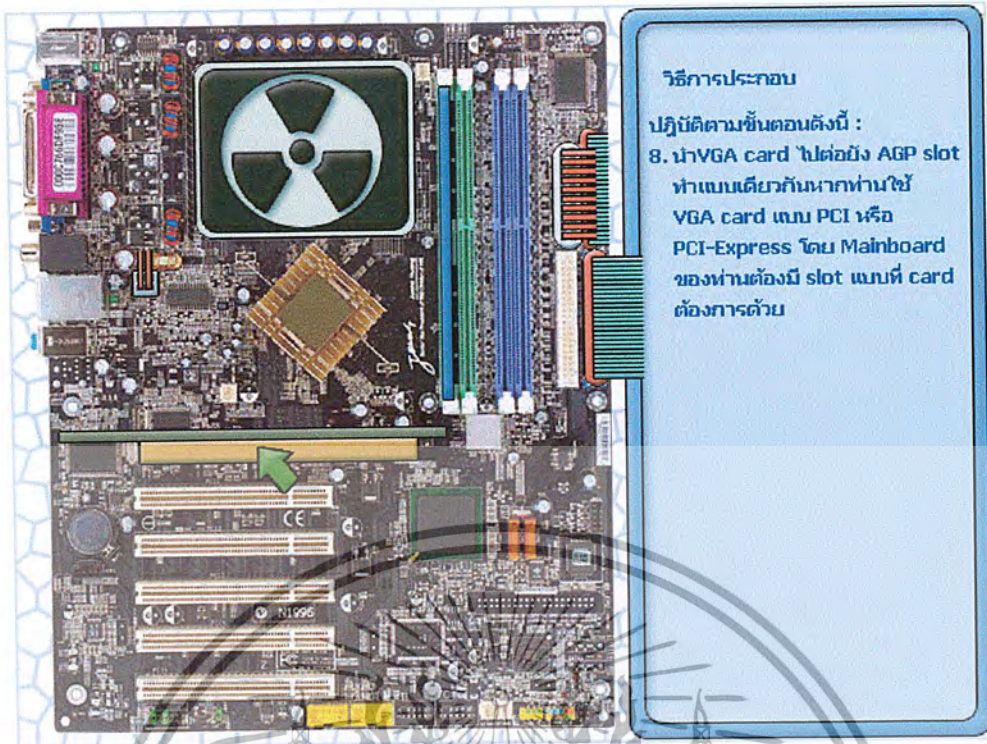 วิธีการประกอบ
ปฏิบัติตามขั้นตอนดังนี้ :
8. นำVGA card ไปต่อยัง AGP slot
ทำแบบเดียวกันหากท่านใช้
VGA card แบบ PCI หรือ
PCI-Express โดย Mainboard
ของท่านต้องมี slot แบบที่ card
ต้องการด้วย
CE
N1996